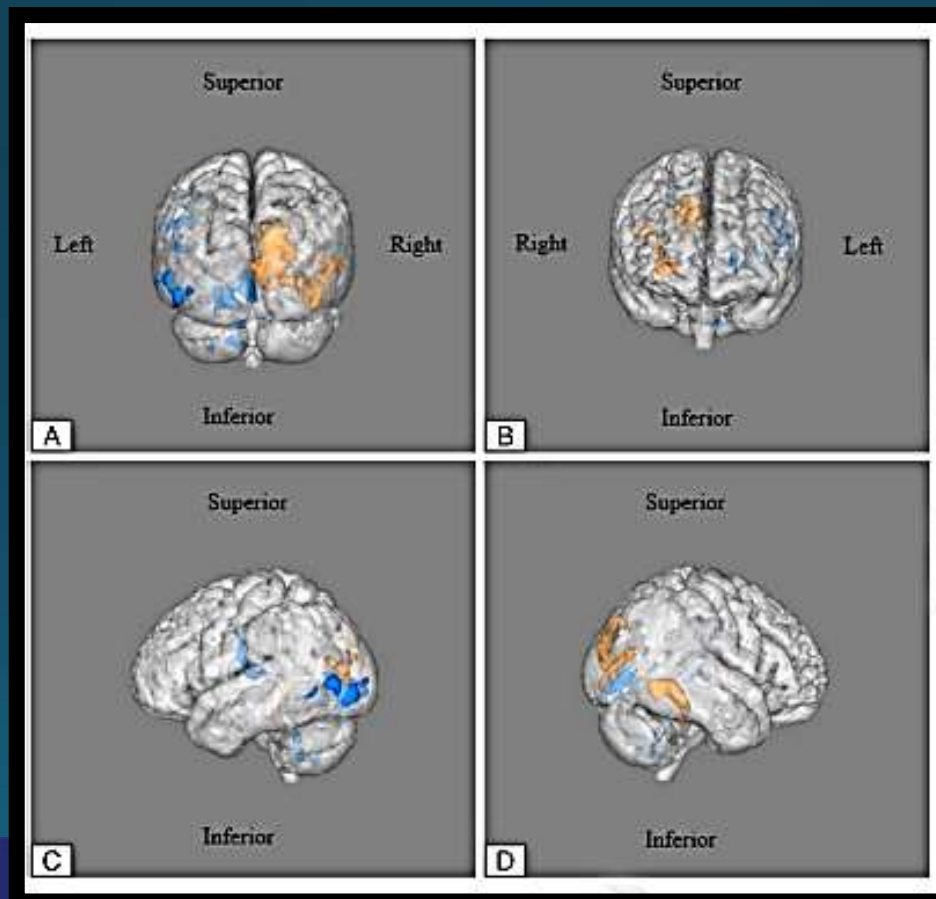 Superior
Left
Right
Inferior
A
Superior
Right
Left
Inferior
B
Superior
Inferior
C
Superior
Inferior
D